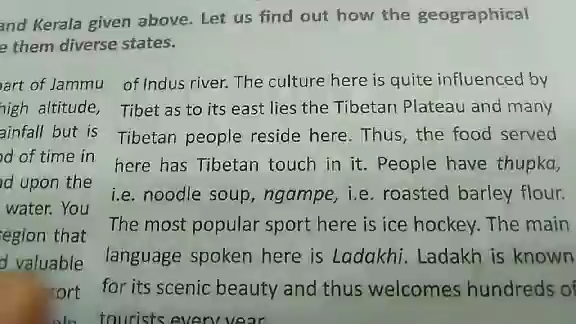 and Kerala given above. Let us find out how the geographical
e them diverse states.
part of Jammu
high altitude,
ainfall but is
od of time in
nd upon the
water. You
region that
d valuable
ort
of Indus river. The culture here is quite influenced by
Tibet as to its east lies the Tibetan Plateau and many
Tibetan people reside here. Thus, the food served
here has Tibetan touch in it. People have thupka,
i.e. noodle soup, ngampe, i.e. roasted barley flour.
The most popular sport here is ice hockey. The main
language spoken here is Ladakhi. Ladakh is known
for its scenic beauty and thus welcomes hundreds of
tourists every year